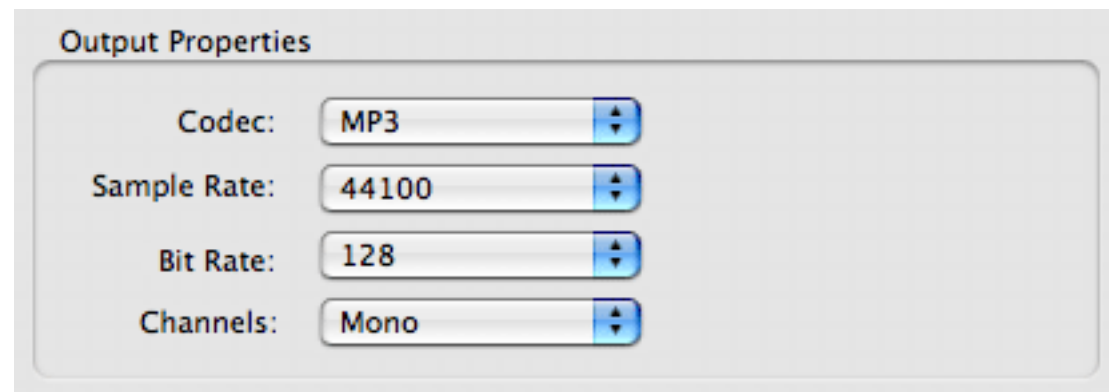 Output Properties
Codec: MP3
Sample Rate: 44100
Bit Rate: 128
Channels: Mono